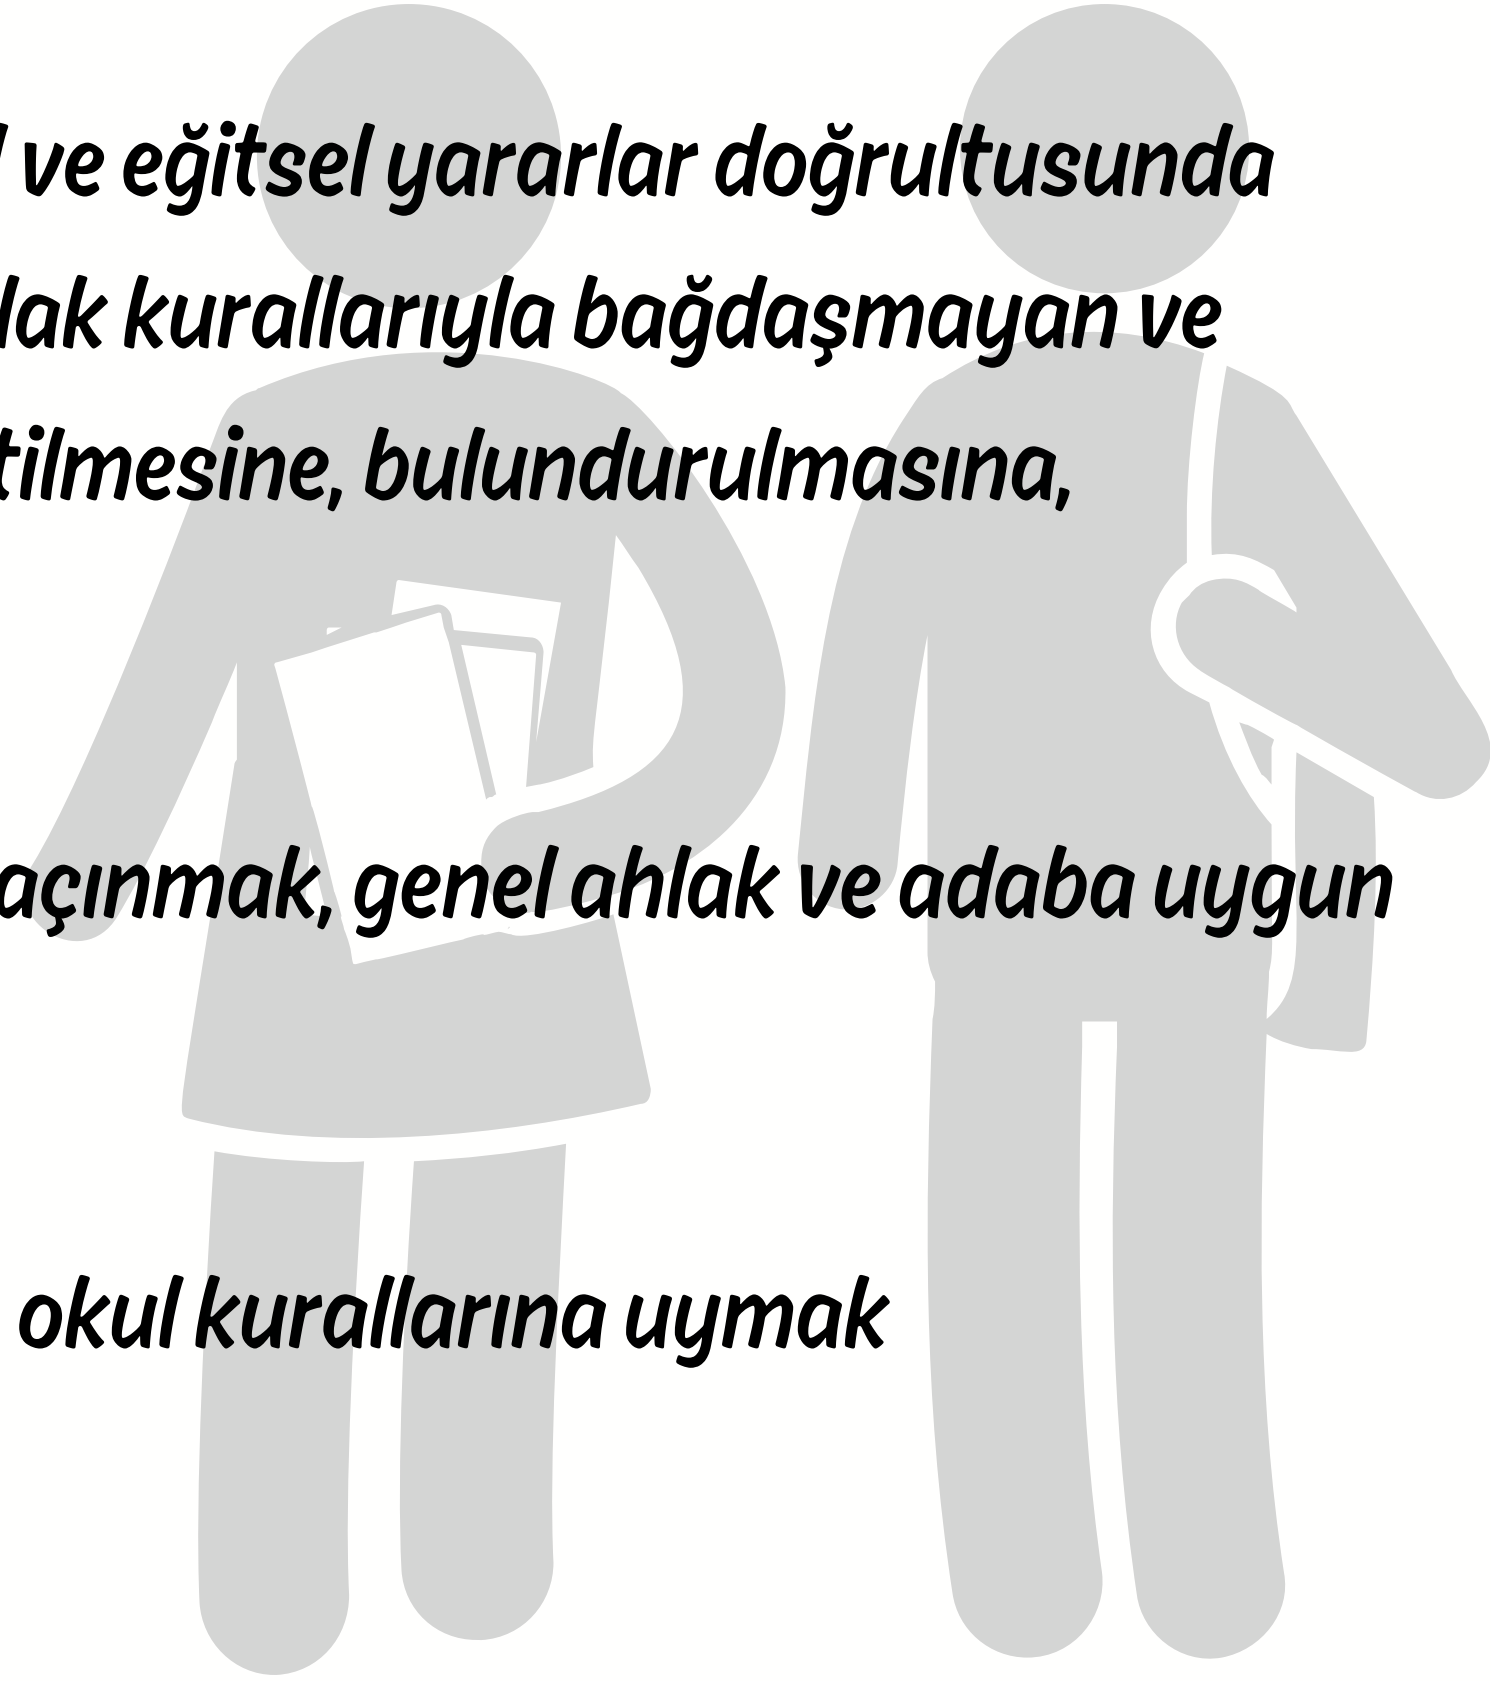 ve eğitsel yararlar doğrultusunda
lak kurallarıyla bağdaşmayan ve
tilmesine, bulundurulmasına,
açınmak, genel ahlak ve adaba uygun
okul kurallarına uymak